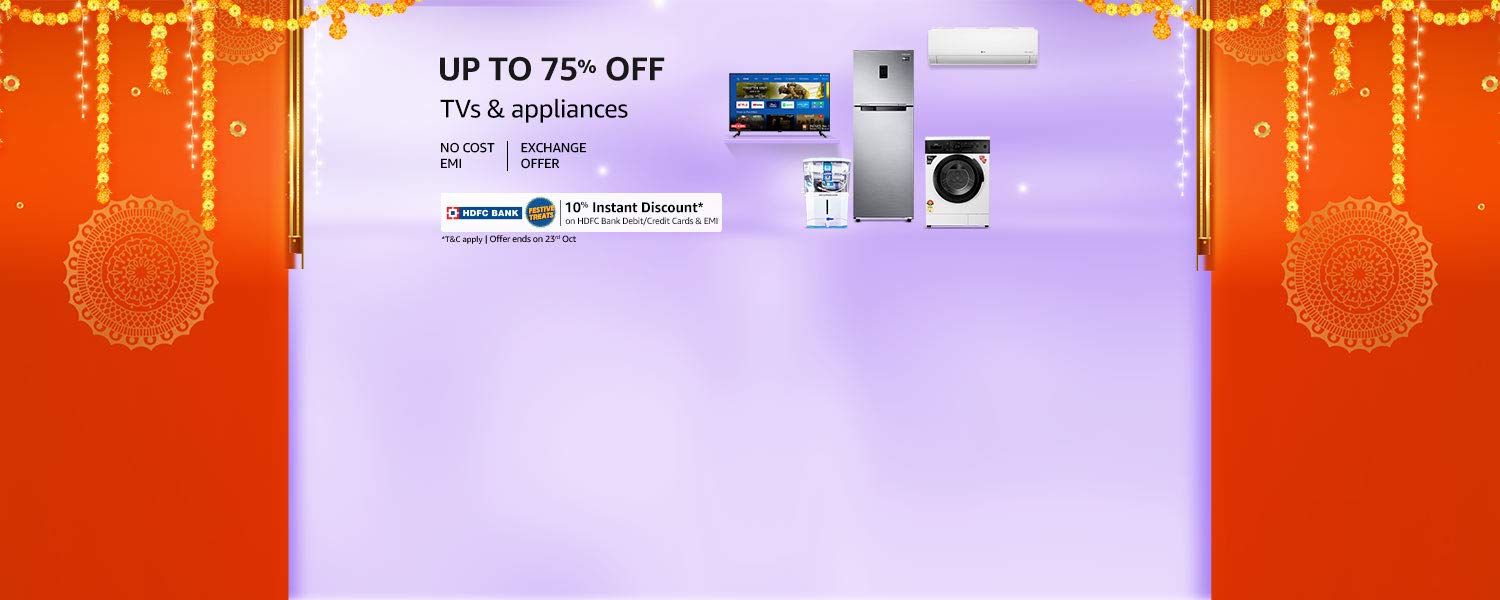 UP TO 75% OFF
TVs & appliances
NO COST
EMI
EXCHANGE
OFFER
HDFC BANK
FESTIVE
TREATS
10% Instant Discount*
on HDFC Bank Debit/Credit Cards & EMI
*T&C apply | Offer ends on 23rd Oct